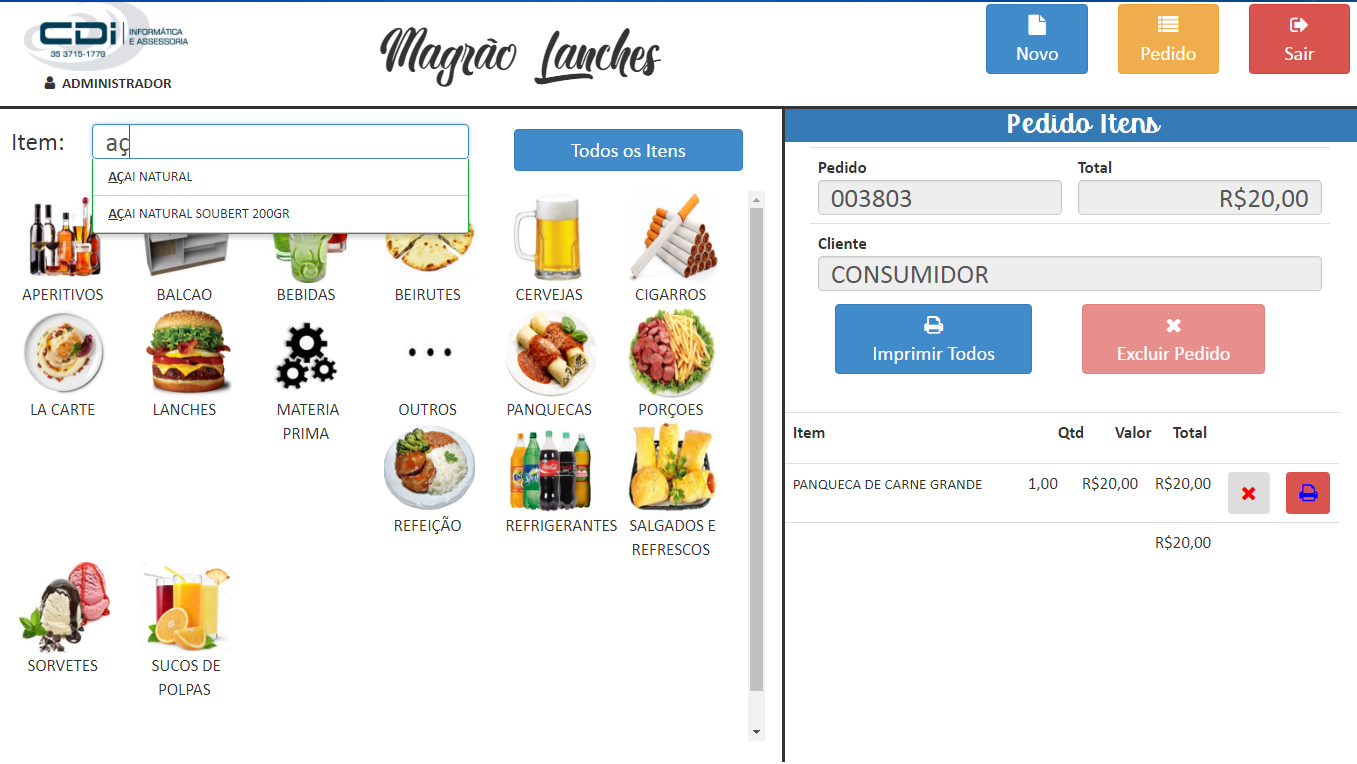 CDi INFORMÁTICA
E ASSESSORIA
35 3715-1779
ADMINISTRADOR
Magrão Lanches
Novo
Pedido
Sair
Item: aç
Todos os Itens
AÇAI NATURAL
AÇAI NATURAL SOUBERT 200GR
APERITIVOS BALCAO BEBIDAS BEIRUTES CERVEJAS CIGARROS
LA CARTE LANCHES MATERIA OUTROS PANQUECAS PORÇOES
PRIMA
REFEIÇÃO REFRIGERANTES SALGADOS E
REFRESCOS
SORVETES SUCOS DE
POLPAS
Pedido Itens
Pedido Total
003803 R$20,00
Cliente
CONSUMIDOR
Imprimir Todos
Excluir Pedido
Item Qtd Valor Total
PANQUECA DE CARNE GRANDE 1,00 R$20,00 R$20,00
R$20,00